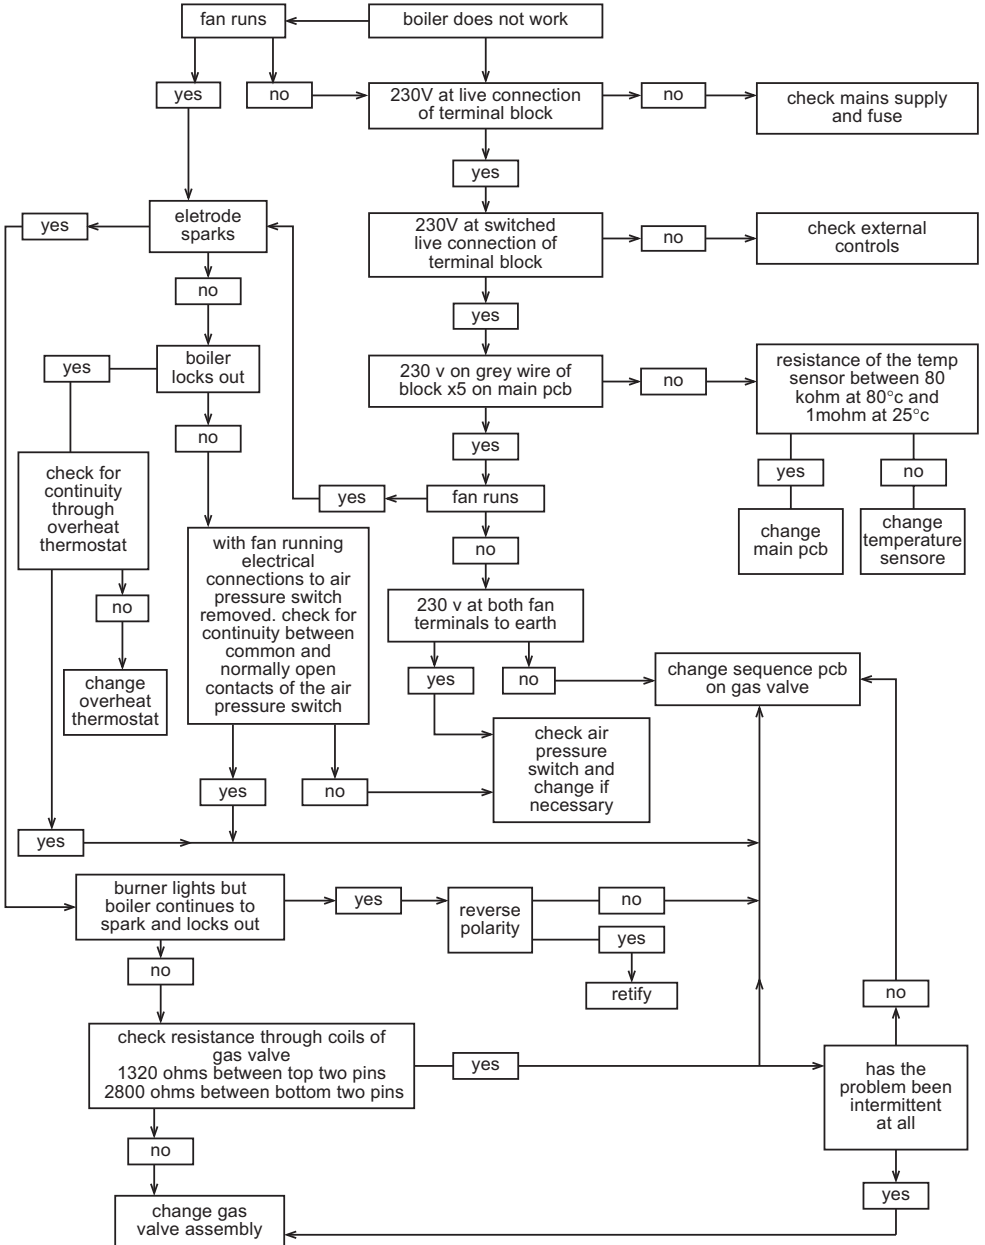 fan runs
boiler does not work
yes
no
230V at live connection
of terminal block
no
check mains supply
and fuse
yes
yes
eletrode
sparks
230V at switched
live connection of
terminal block
no
check external
controls
no
yes
yes
boiler
locks out
230 v on grey wire of
block x5 on main pcb
no
resistance of the temp
sensor between 80
kohm at 80°c and
1mohm at 25°c
no
yes
yes
no
check for
continuity
through
overheat
thermostat
yes
fan runs
change
main pcb
change
temperature
sensore
with fan running
electrical
connections to air
pressure switch
removed. check for
continuity between
common and
normally open
contacts of the air
pressure switch
no
no
230 v at both fan
terminals to earth
change
overheat
thermostat
yes
no
change sequence pcb
on gas valve
check air
pressure
switch and
change if
necessary
yes
no
yes
burner lights but
boiler continues to
spark and locks out
yes
reverse
polarity
no
yes
no
retify
no
check resistance through coils of
gas valve
1320 ohms between top two pins
2800 ohms between bottom two pins
yes
has the
problem been
intermittent
at all
no
yes
change gas
valve assembly